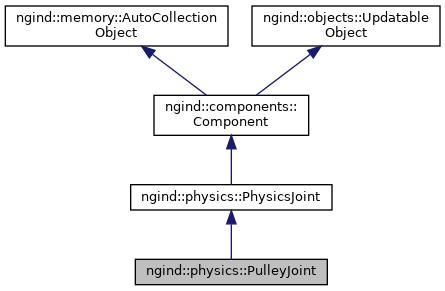 ngind::memory::AutoCollection
Object
ngind::objects::Updatable
Object
ngind::components::
Component
ngind::physics::PhysicsJoint
ngind::physics::PulleyJoint